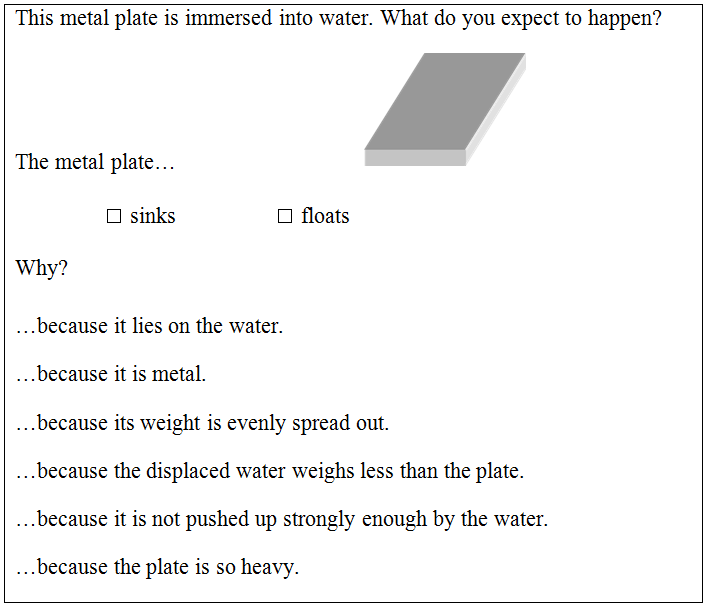 This metal plate is immersed into water. What do you expect to happen?
The metal plate…
☐ sinks ☐ floats
Why?
…because it lies on the water.
…because it is metal.
…because its weight is evenly spread out.
…because the displaced water weighs less than the plate.
…because it is not pushed up strongly enough by the water.
…because the plate is so heavy.